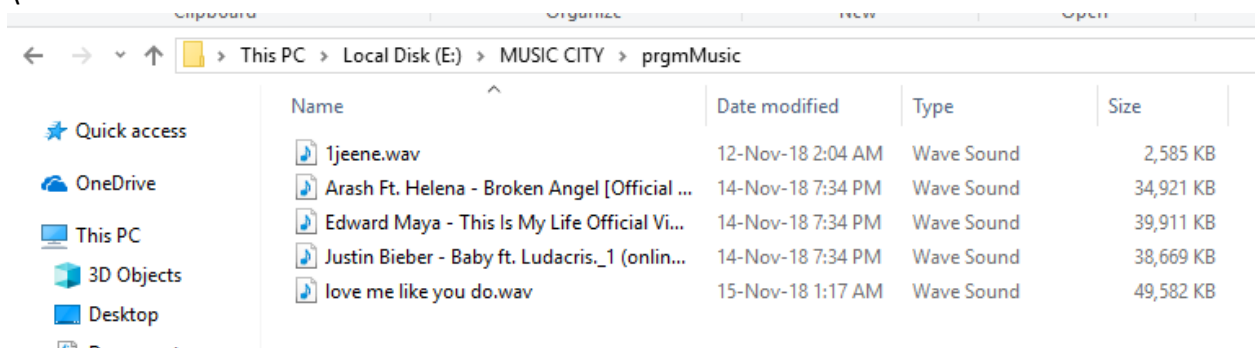 Clipboard Organize New Open
This PC > Local Disk (E:) > MUSIC CITY > prgmMusic
Name Date modified Type Size
Quick access
1jeene.wav 12-Nov-18 2:04 AM Wave Sound 2,585 KB
OneDrive
Arash Ft. Helena - Broken Angel [Official ... 14-Nov-18 7:34 PM Wave Sound 34,921 KB
Edward Maya - This Is My Life Official Vi... 14-Nov-18 7:34 PM Wave Sound 39,911 KB
This PC
Justin Bieber - Baby ft. Ludacris._1 (onlin... 14-Nov-18 7:34 PM Wave Sound 38,669 KB
3D Objects
love me like you do.wav 15-Nov-18 1:17 AM Wave Sound 49,582 KB
Desktop